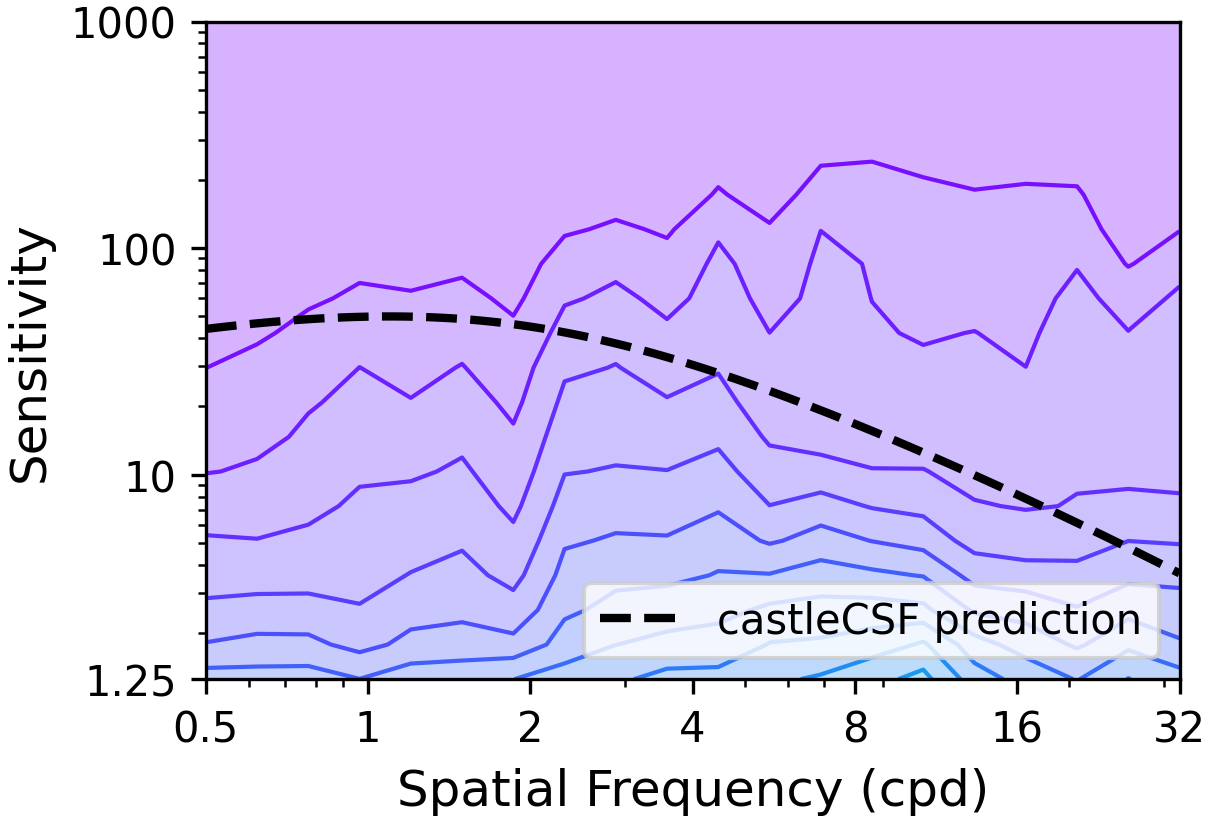 1000
100
10
1.25
Sensitivity
castleCSF prediction
0.5 1 2 4 8 16 32
Spatial Frequency (cpd)